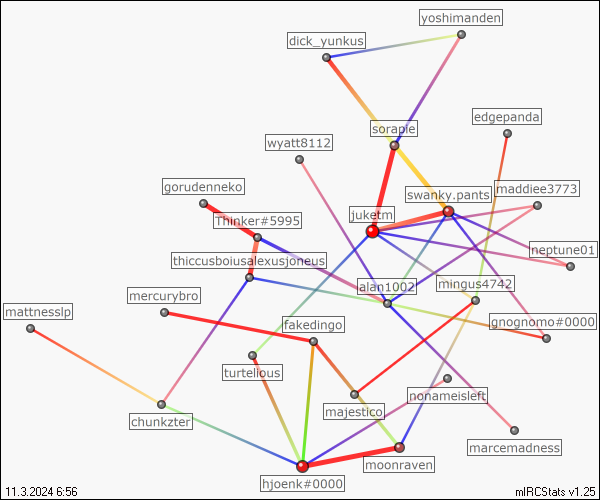 yoshimanden
dick_yunkus
edgepanda
soraple
wyatt8112
maddiee3773
gorudenneko
swanky.pants
juketm
Thinker#5995
neptune01
thiccusboiusalexusjoneus
alan1002
mingus4742
mercurybro
mattnesslp
gnognomo#0000
fakedingo
turtelious
nonameisleft
majestico
chunkzter
marcemadness
moonraven
hjoenk#0000
11.3.2024 6:56
mIRCStats v1.25